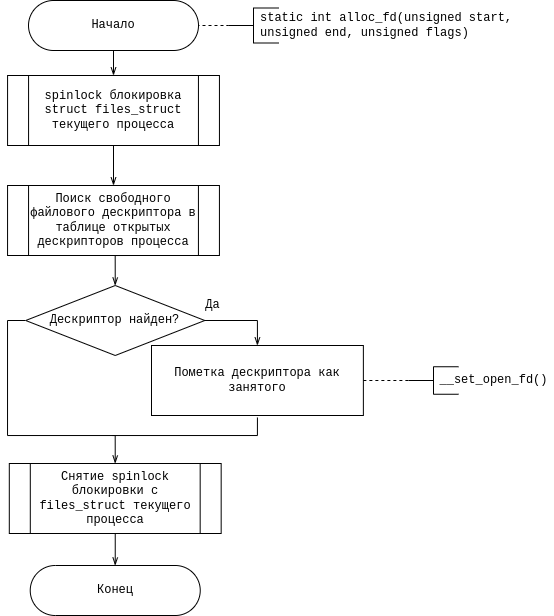 Начало
static int alloc_fd(unsigned start,
unsigned end, unsigned flags)
spinlock блокировка
struct files_struct
текущего процесса
Поиск свободного
файлового дескриптора в
таблице открытых
дескрипторов процесса
Да
Дескриптор найден?
Пометка дескриптора как
занятого
__set_open_fd()
Снятие spinlock
блокировки с
files_struct текущего
процесса
Конец